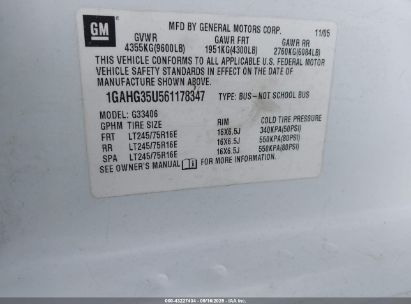 GM
MFD BY GENERAL MOTORS CORP. 11/05
GVWR GAWR FRT GAWR RR
4355KG(9600LB) 1951KG(4300LB) 2760KG(6084LB)
THIS VEHICLE CONFORMS TO ALL APPLICABLE U.S. FEDERAL MOTOR
VEHICLE SAFETY STANDARDS IN EFFECT ON THE DATE OF
MANUFACTURE SHOWN ABOVE.
1GAHG35U561178347 TYPE: BUS-NOT SCHOOL BUS
MODEL: G33406
GPHM TIRE SIZE RIM COLD TIRE PRESSURE
FRT LT245/75R16E 16X6.5J 340KPA(50PSI)
RR LT245/75R16E 16X6.5J 550KPA(80PSI)
SPA LT245/75R16E 16X6.5J 550KPA(80PSI)
SEE OWNER'S MANUAL FOR MORE INFORMATION.